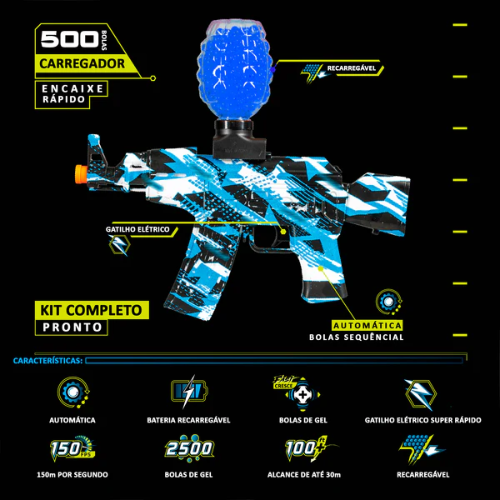 500 BOLAS
CARREGADOR
ENCAIXE
RÁPIDO
RECARREGÁVEL
GATILHO ELÉTRICO
KIT COMPLETO
PRONTO
AUTOMÁTICA
BOLAS SEQUÊNCIAL
CARACTERÍSTICAS:
CRESCE
AUTOMÁTICA
BATERIA RECARREGÁVEL
BOLAS DE GEL
GATILHO ELÉTRICO SUPER RÁPIDO
150 FPS
2500
100
150m POR SEGUNDO
BOLAS DE GEL
ALCANCE DE ATÉ 30m
RECARREGÁVEL